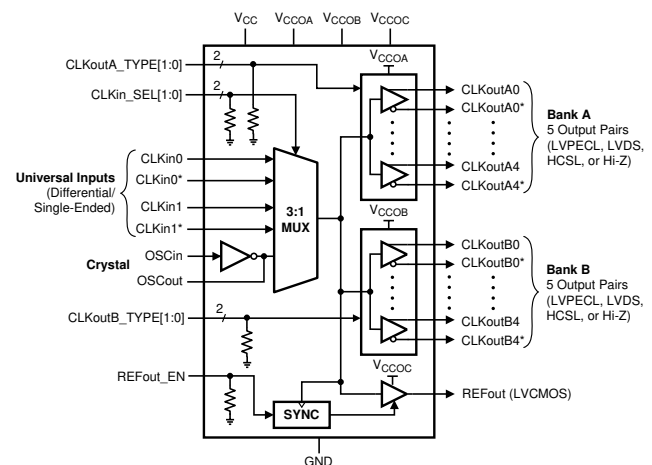 VCC VCCOA VCCOB VCCOC
CLKoutA_TYPE[1:0] 2
CLKin_SEL[1:0] 2
VCCOA
CLKoutA0
CLKoutA0*
CLKoutA4
CLKoutA4*
Bank A
5 Output Pairs
(LVPECL, LVDS,
HCSL, or Hi-Z)
Universal Inputs
(Differential/
Single-Ended)
CLKin0
CLKin0*
CLKin1
CLKin1*
3:1
MUX
Crystal
OSCin
OSCout
VCCOB
CLKoutB0
CLKoutB0*
CLKoutB4
CLKoutB4*
Bank B
5 Output Pairs
(LVPECL, LVDS,
HCSL, or Hi-Z)
CLKoutB_TYPE[1:0] 2
REFout_EN
SYNC
VCCOC
REFout (LVCMOS)
GND